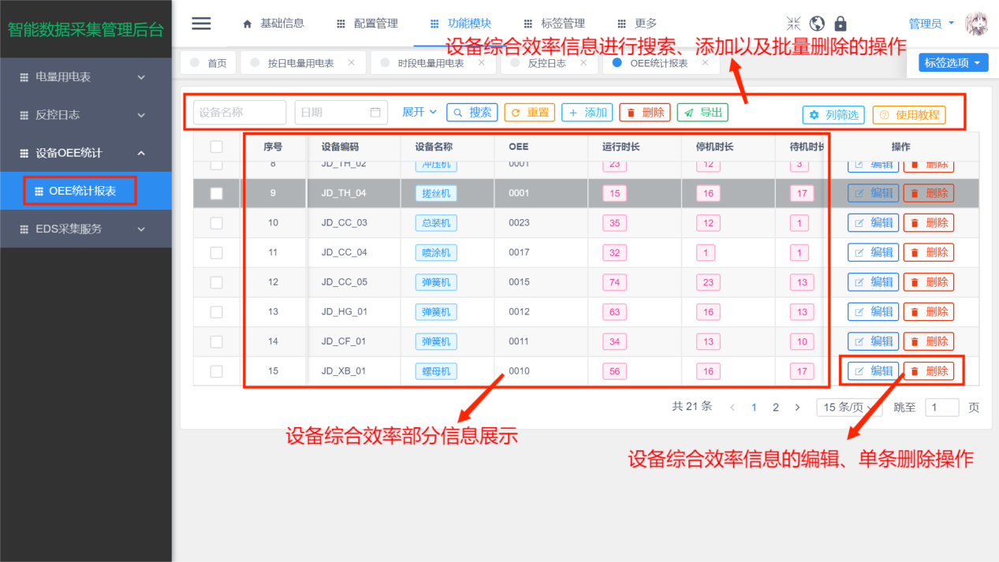 智能数据采集管理后台
基础信息 配置管理 功能模块 标签管理 更多 管理员
设备综合效率信息进行搜索、添加以及批量删除的操作
首页 按日电量用电表 × 时段电量用电表 × 反控日志 × OEE统计报表 × 标签选项
电量用电表
反控日志
设备OEE统计
OEE统计报表
EDS采集服务
设备名称 日期 展开 搜索 重置 + 添加 删除 导出 列筛选 使用教程
序号 设备编码 设备名称 OEE 运行时长 停机时长 待机时长 操作
8 JD_TH_02 冲压机 0001 23 12 3 编辑 删除
9 JD_TH_04 搓丝机 0001 15 16 17 编辑 删除
10 JD_CC_03 总装机 0023 35 12 1 编辑 删除
11 JD_CC_04 喷涂机 0017 32 1 1 编辑 删除
12 JD_CC_05 弹簧机 0015 74 23 13 编辑 删除
13 JD_HG_01 弹簧机 0012 63 16 13 编辑 删除
14 JD_CF_01 弹簧机 0011 34 13 10 编辑 删除
15 JD_XB_01 螺母机 0010 56 16 17 编辑 删除
共 21 条 < 1 2 > 15 条/页 跳至 1 页
设备综合效率部分信息展示
设备综合效率信息的编辑、单条删除操作